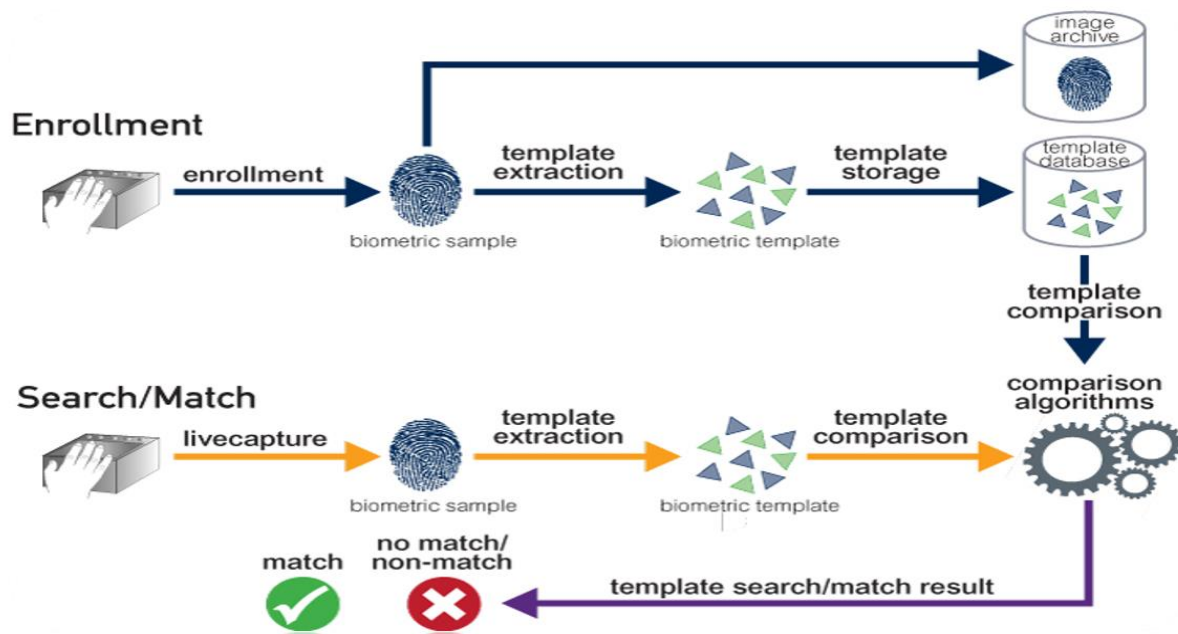 image
archive
Enrollment
enrollment
template
extraction
template
storage
template
database
biometric sample
biometric template
template
comparison
Search/Match
livecapture
template
extraction
template
comparison
comparison
algorithms
biometric sample
biometric template
match
no match/
non-match
template search/match result